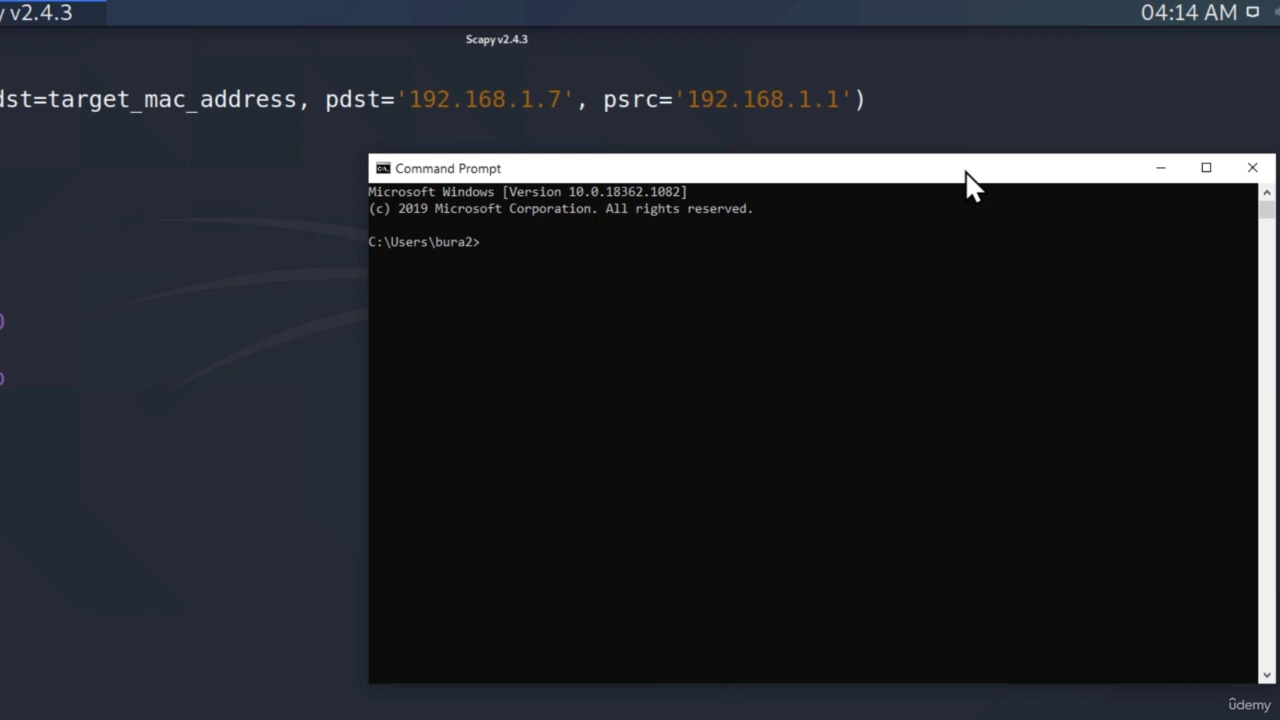 y v2.4.3
04:14 AM
Scapy v2.4.3
dst=target_mac_address, pdst='192.168.1.7', psrc='192.168.1.1')
Command Prompt
Microsoft Windows [Version 10.0.18362.1082]
(c) 2019 Microsoft Corporation. All rights reserved.
C:\Users\bura2>
ûdemy